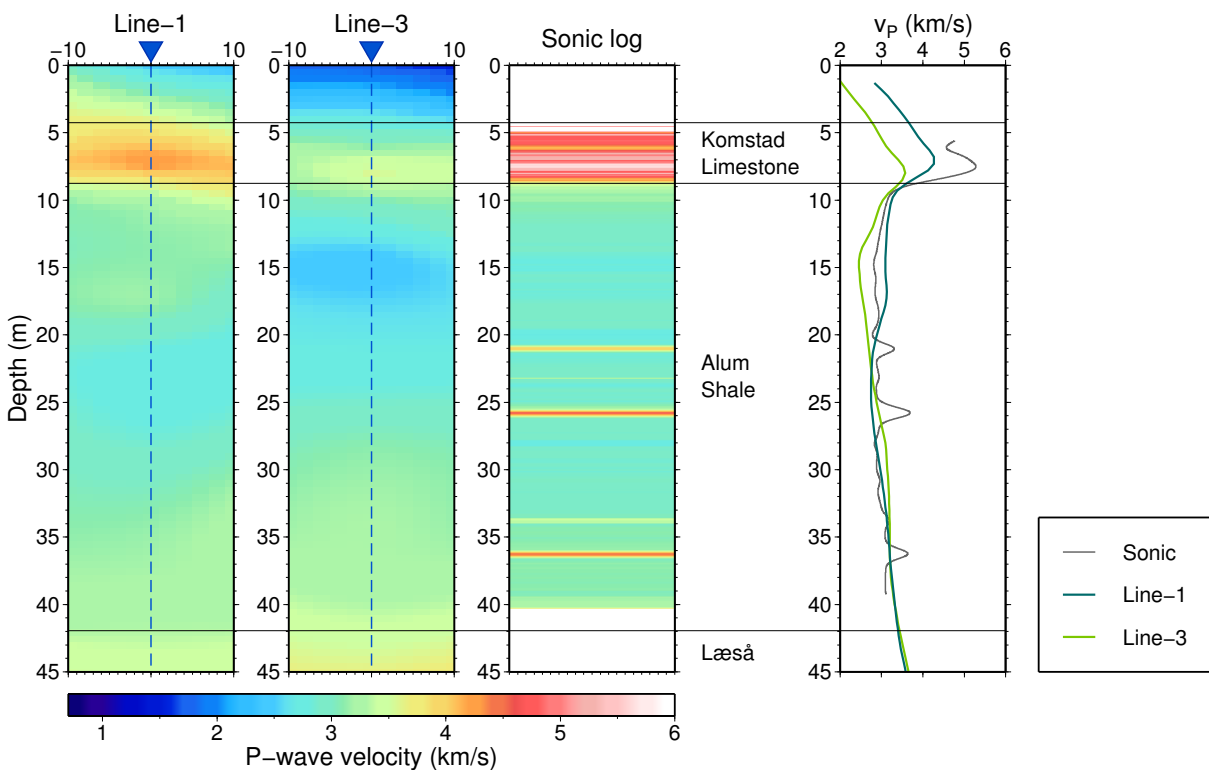 Line−1
Line−3
Sonic log
vP (km/s)
−10 10
−10 10
2 3 4 5 6
0 0 0 0
5 5 5 5
10 10 10 10
15 15 15 15
20 20 20 20
25 25 25 25
30 30 30 30
35 35 35 35
40 40 40 40
45 45 45 45
Depth (m)
Komstad
Limestone
Alum
Shale
Læså
Sonic
Line−1
Line−3
1 2 3 4 5 6
P−wave velocity (km/s)